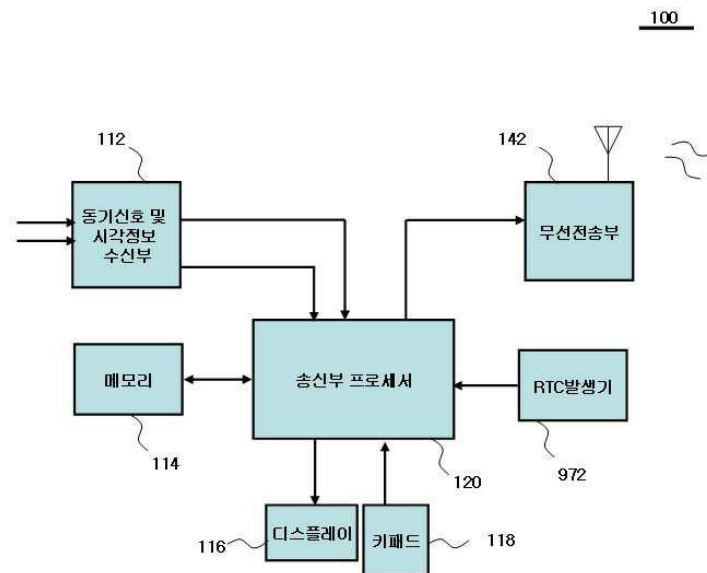 100
112
142
동기신호 및
시각정보
수신부
무선전송부
메모리
송신부 프로세서
RTC발생기
114
120
972
디스플레이
키패드
116
118